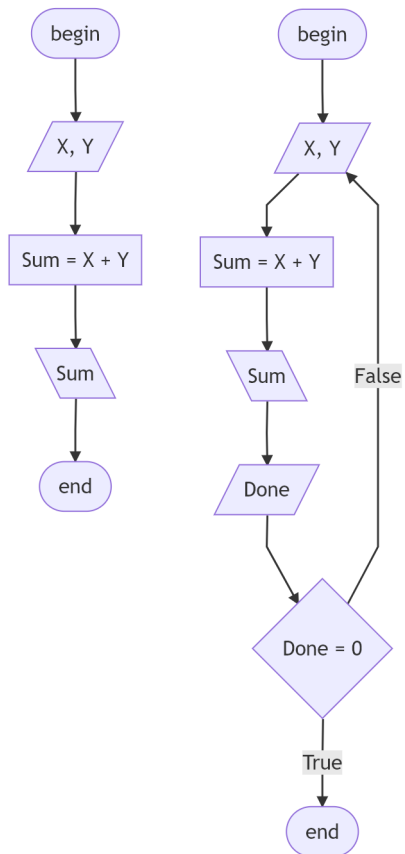 begin
X, Y
Sum = X + Y
Sum
end
begin
X, Y
Sum = X + Y
Sum
Done
Done = 0
False
True
end